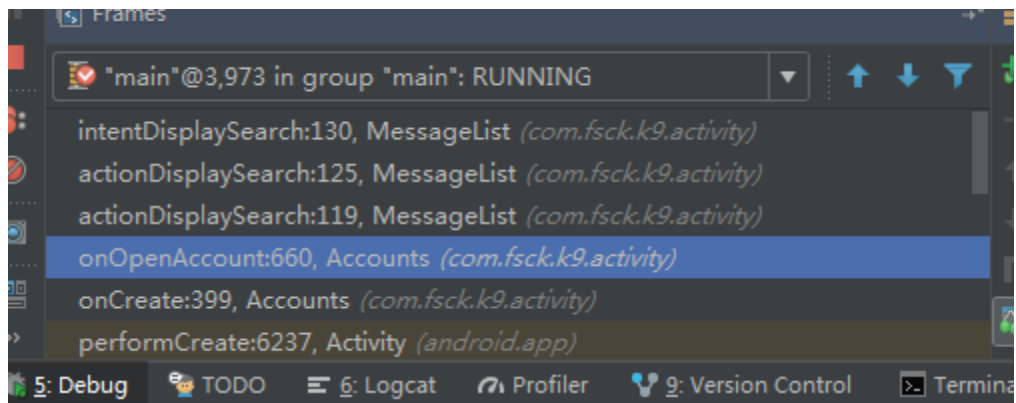 Frames
"main"@3,973 in group "main": RUNNING
intentDisplaySearch:130, MessageList (com.fsck.k9.activity)
actionDisplaySearch:125, MessageList (com.fsck.k9.activity)
actionDisplaySearch:119, MessageList (com.fsck.k9.activity)
onOpenAccount:660, Accounts (com.fsck.k9.activity)
onCreate:399, Accounts (com.fsck.k9.activity)
performCreate:6237, Activity (android.app)
5: Debug TODO 6: Logcat Profiler 9: Version Control